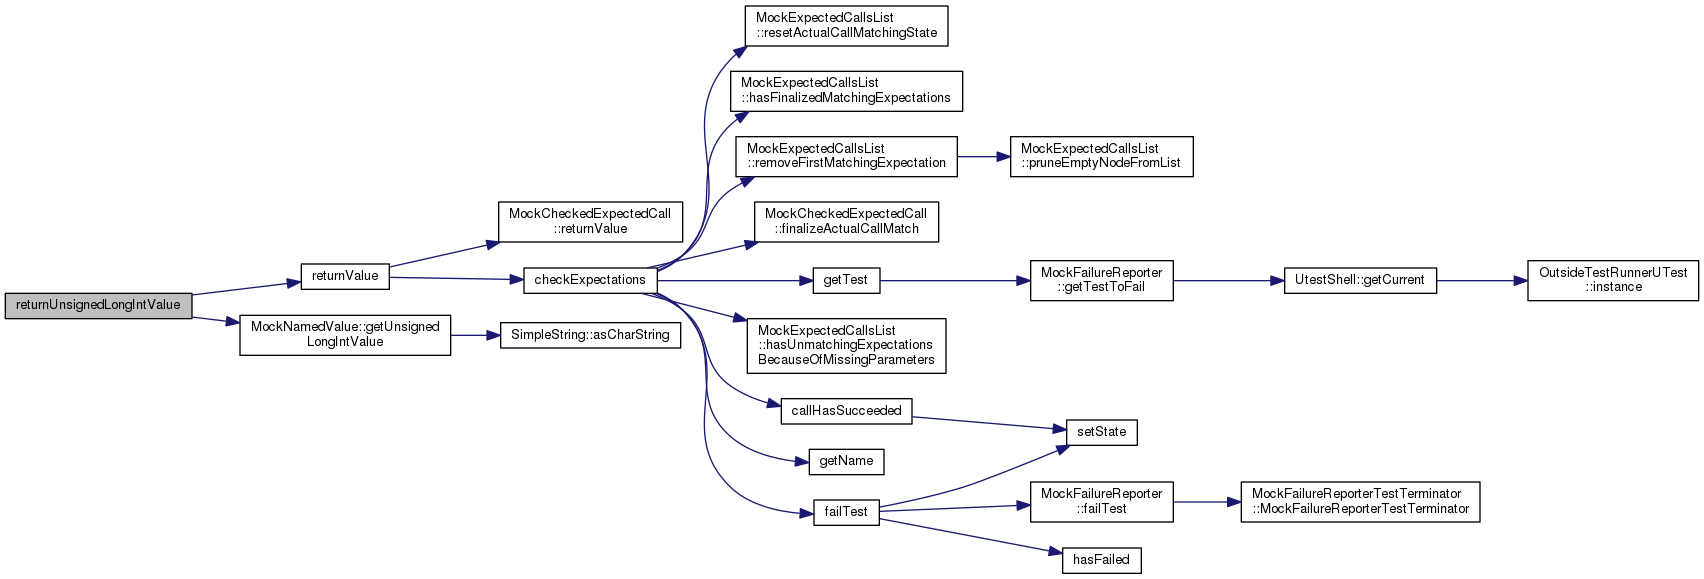 returnUnsignedLongIntValue
returnValue
MockNamedValue::getUnsigned
LongIntValue
MockCheckedExpectedCall
::returnValue
checkExpectations
SimpleString::asCharString
MockExpectedCallsList
::resetActualCallMatchingState
MockExpectedCallsList
::hasFinalizedMatchingExpectations
MockExpectedCallsList
::removeFirstMatchingExpectation
MockExpectedCallsList
::pruneEmptyNodeFromList
MockCheckedExpectedCall
::finalizeActualCallMatch
getTest
MockFailureReporter
::getTestToFail
UtestShell::getCurrent
OutsideTestRunnerUTest
::instance
MockExpectedCallsList
::hasUnmatchingExpectations
BecauseOfMissingParameters
callHasSucceeded
setState
getName
failTest
MockFailureReporter
::failTest
MockFailureReporterTestTerminator
::MockFailureReporterTestTerminator
hasFailed